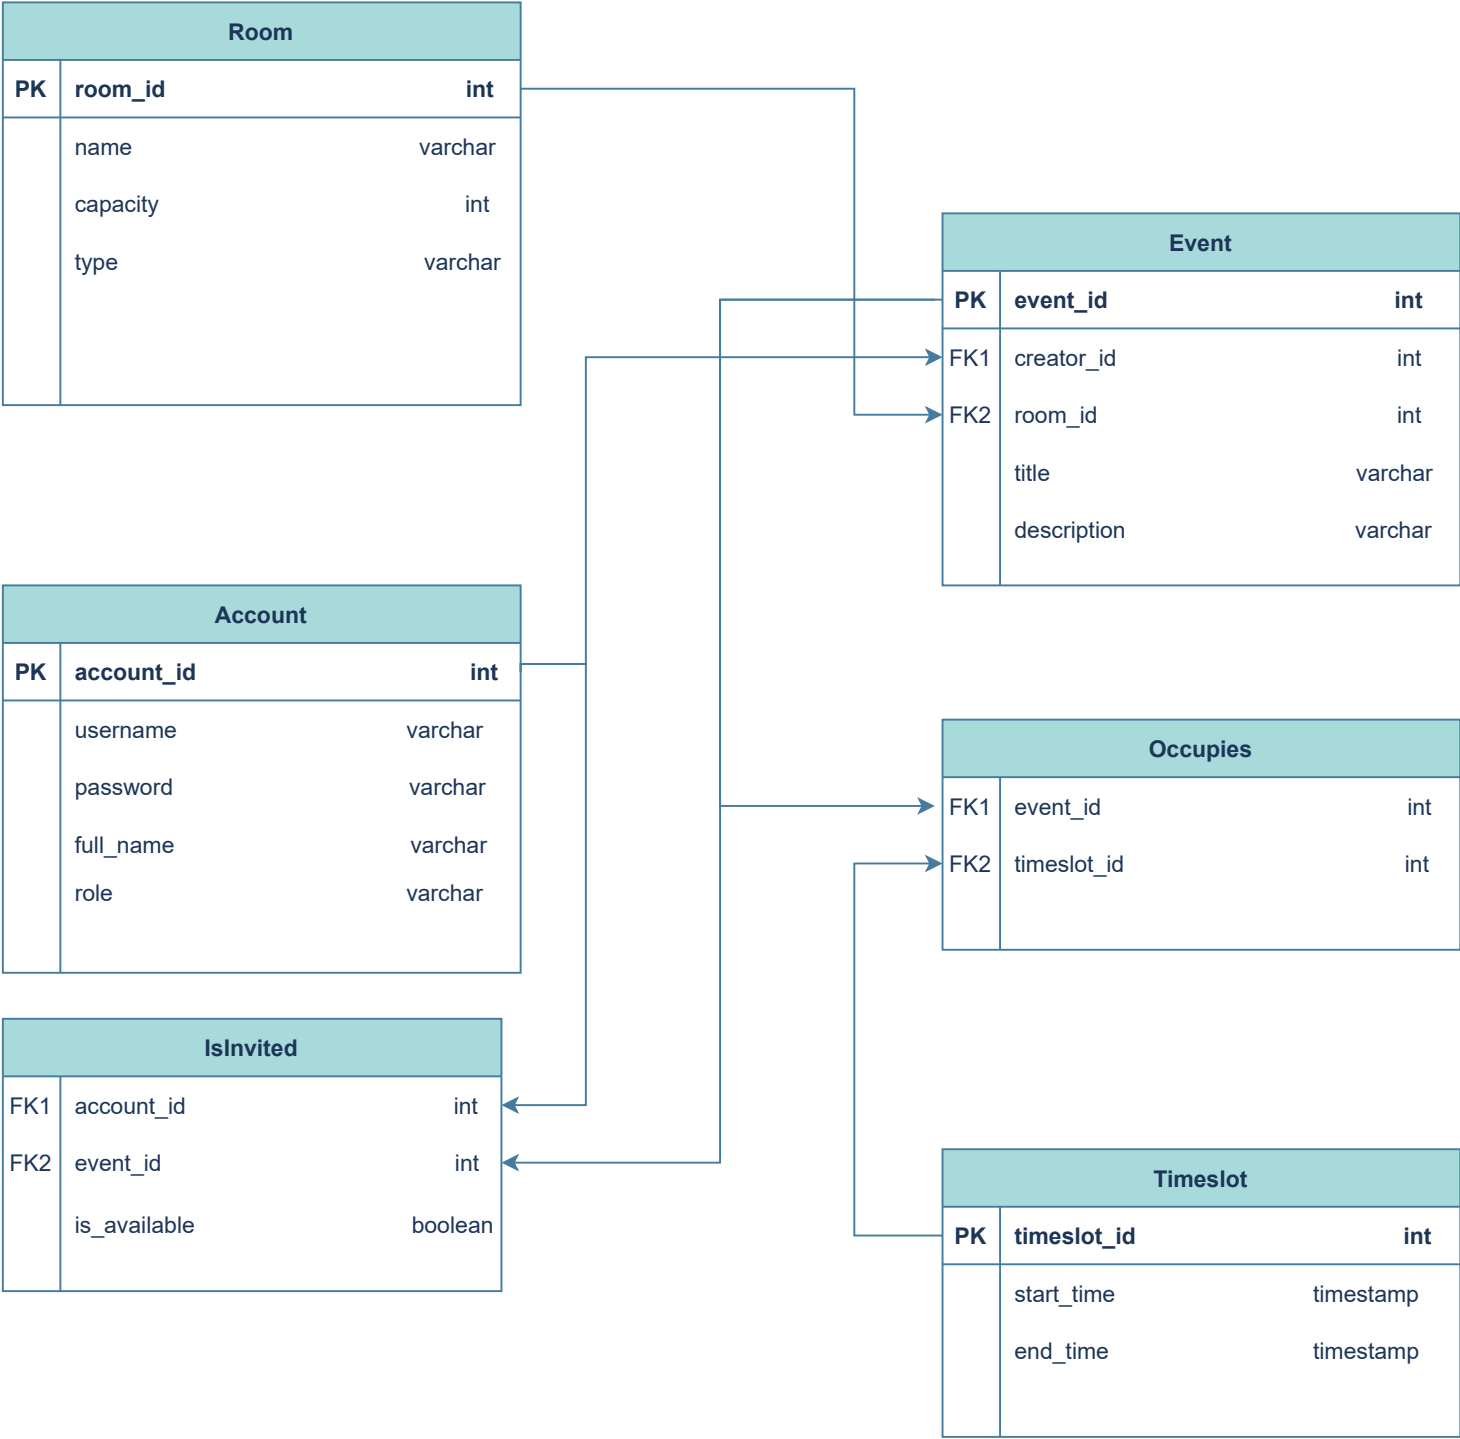 Room
PK room_id int
name varchar
capacity int
type varchar
Event
PK event_id int
FK1 creator_id int
FK2 room_id int
title varchar
description varchar
Account
PK account_id int
username varchar
password varchar
full_name varchar
role varchar
Occupies
FK1 event_id int
FK2 timeslot_id int
IsInvited
FK1 account_id int
FK2 event_id int
is_available boolean
Timeslot
PK timeslot_id int
start_time timestamp
end_time timestamp